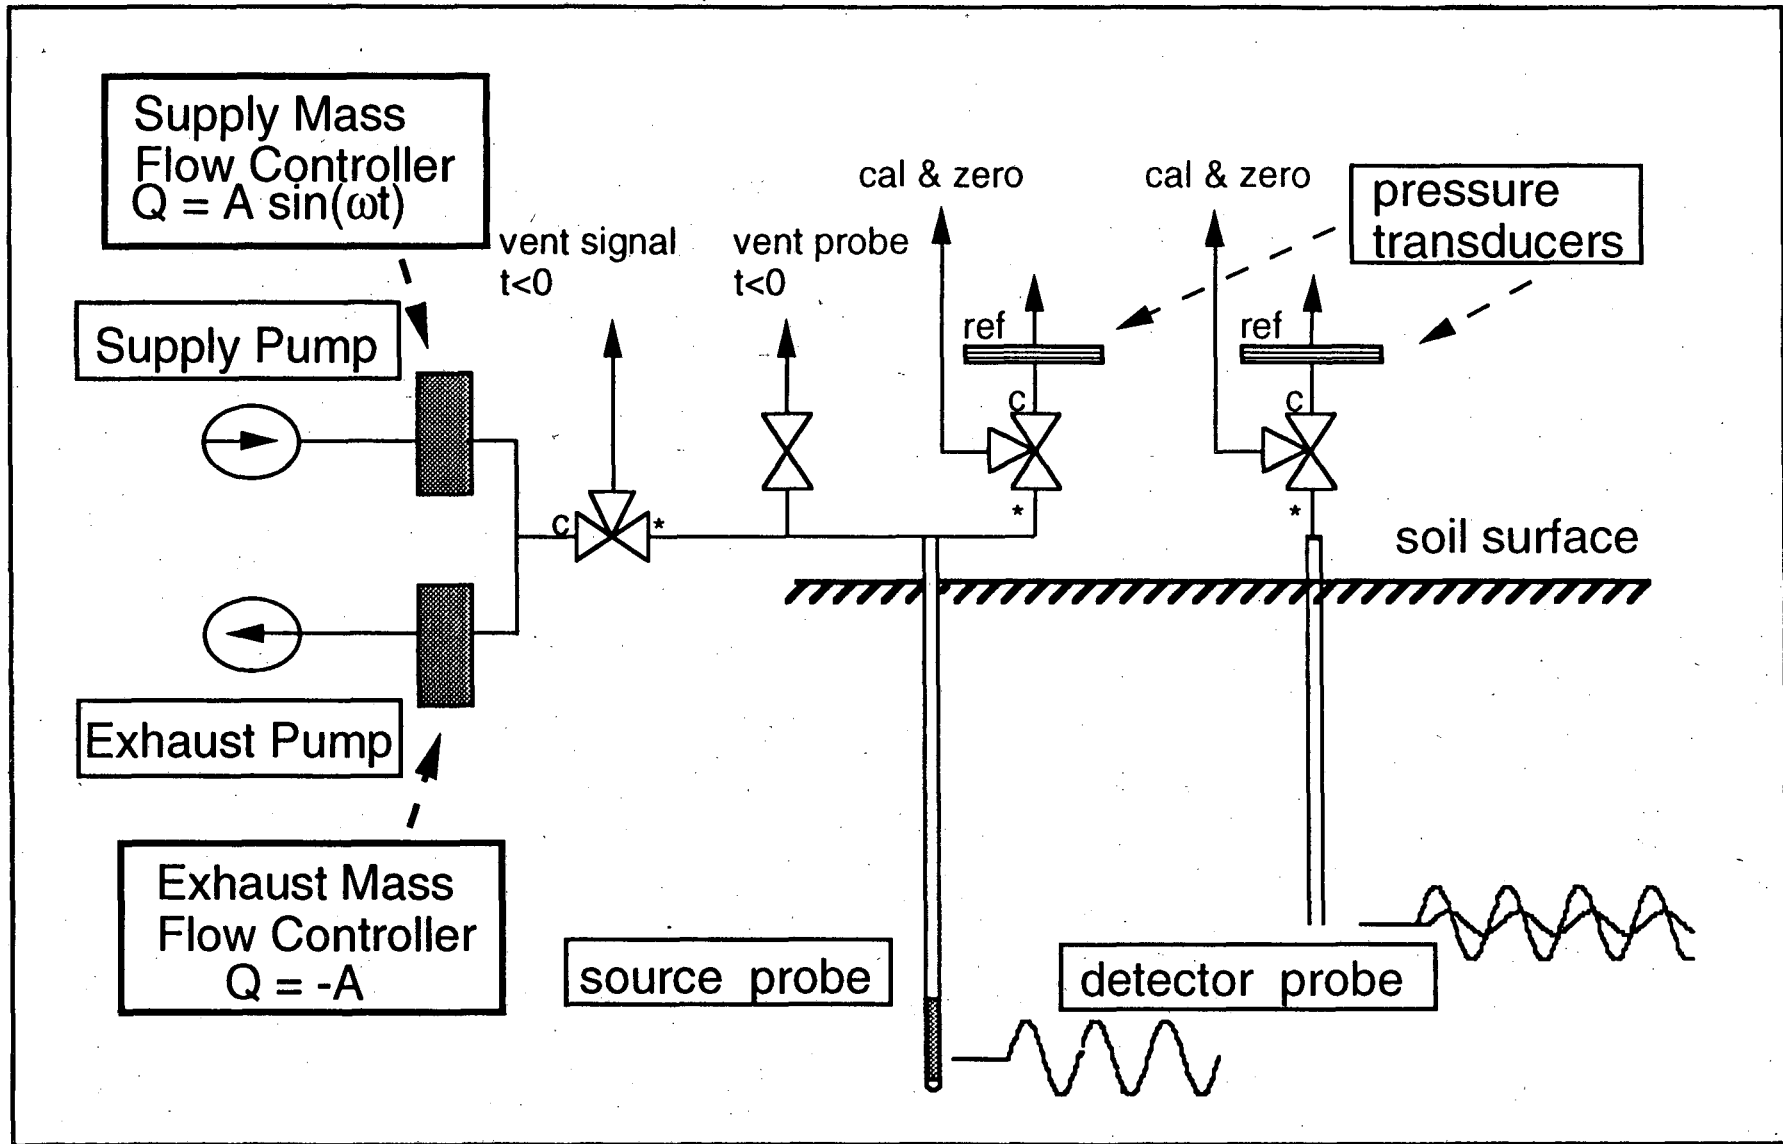 Supply Mass
Flow Controller
Q = A sin(ωt)
vent signal
t<0
vent probe
t<0
cal & zero
cal & zero
pressure
transducers
Supply Pump
ref
ref
c
c
c
*
*
*
soil surface
Exhaust Pump
Exhaust Mass
Flow Controller
Q = -A
source probe
detector probe